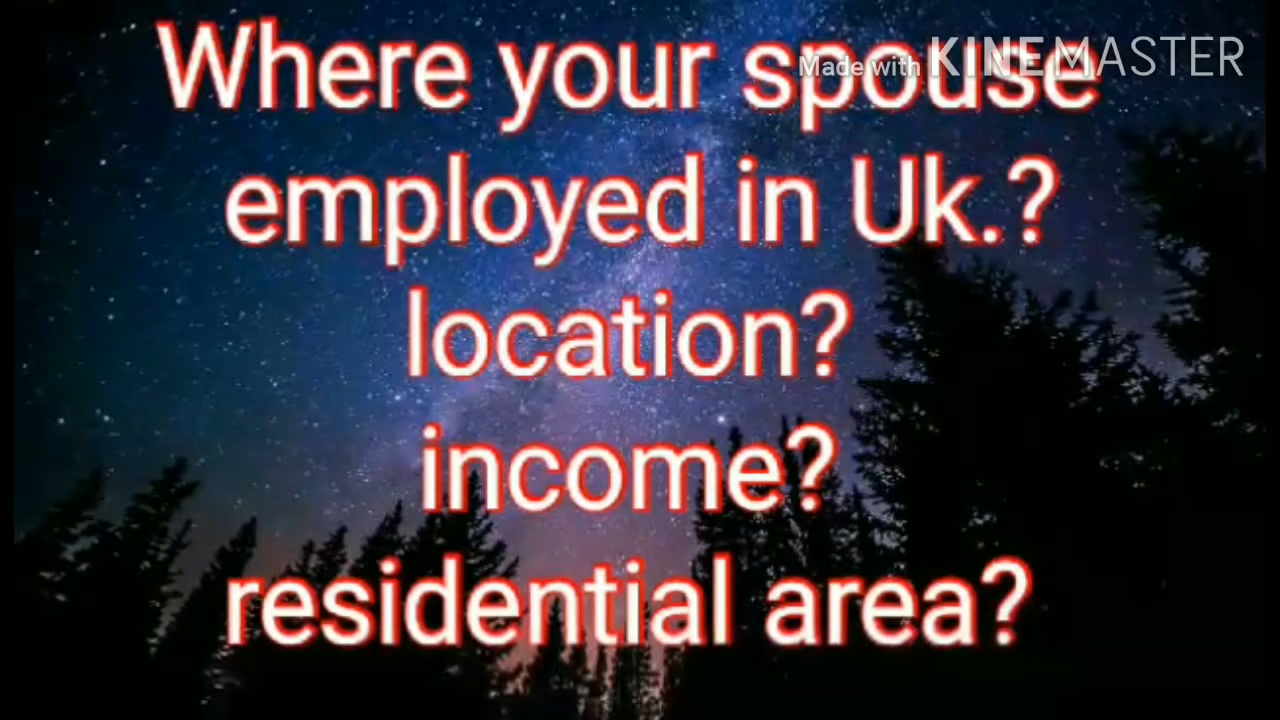 Made with KINEMASTER
Where your spouse
employed in Uk.?
location?
income?
residential area?